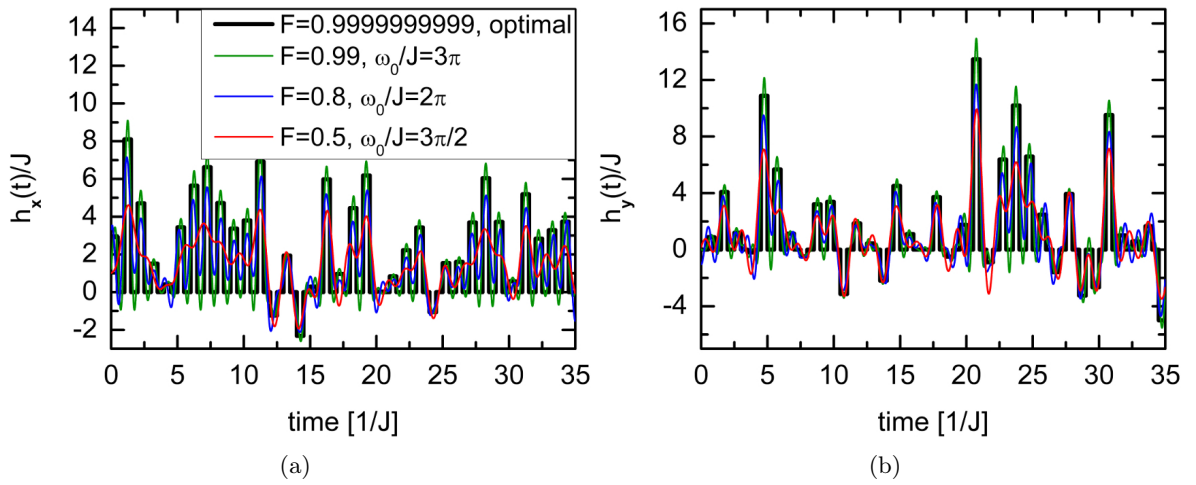 F=0.9999999999, optimal
F=0.99, ω₀/J=3π
F=0.8, ω₀/J=2π
F=0.5, ω₀/J=3π/2
14
12
10
8
6
4
2
0
-2
hₓ(t)/J
0 5 10 15 20 25 30 35
time [1/J]
(a)
16
12
8
4
0
-4
h_y(t)/J
0 5 10 15 20 25 30 35
time [1/J]
(b)